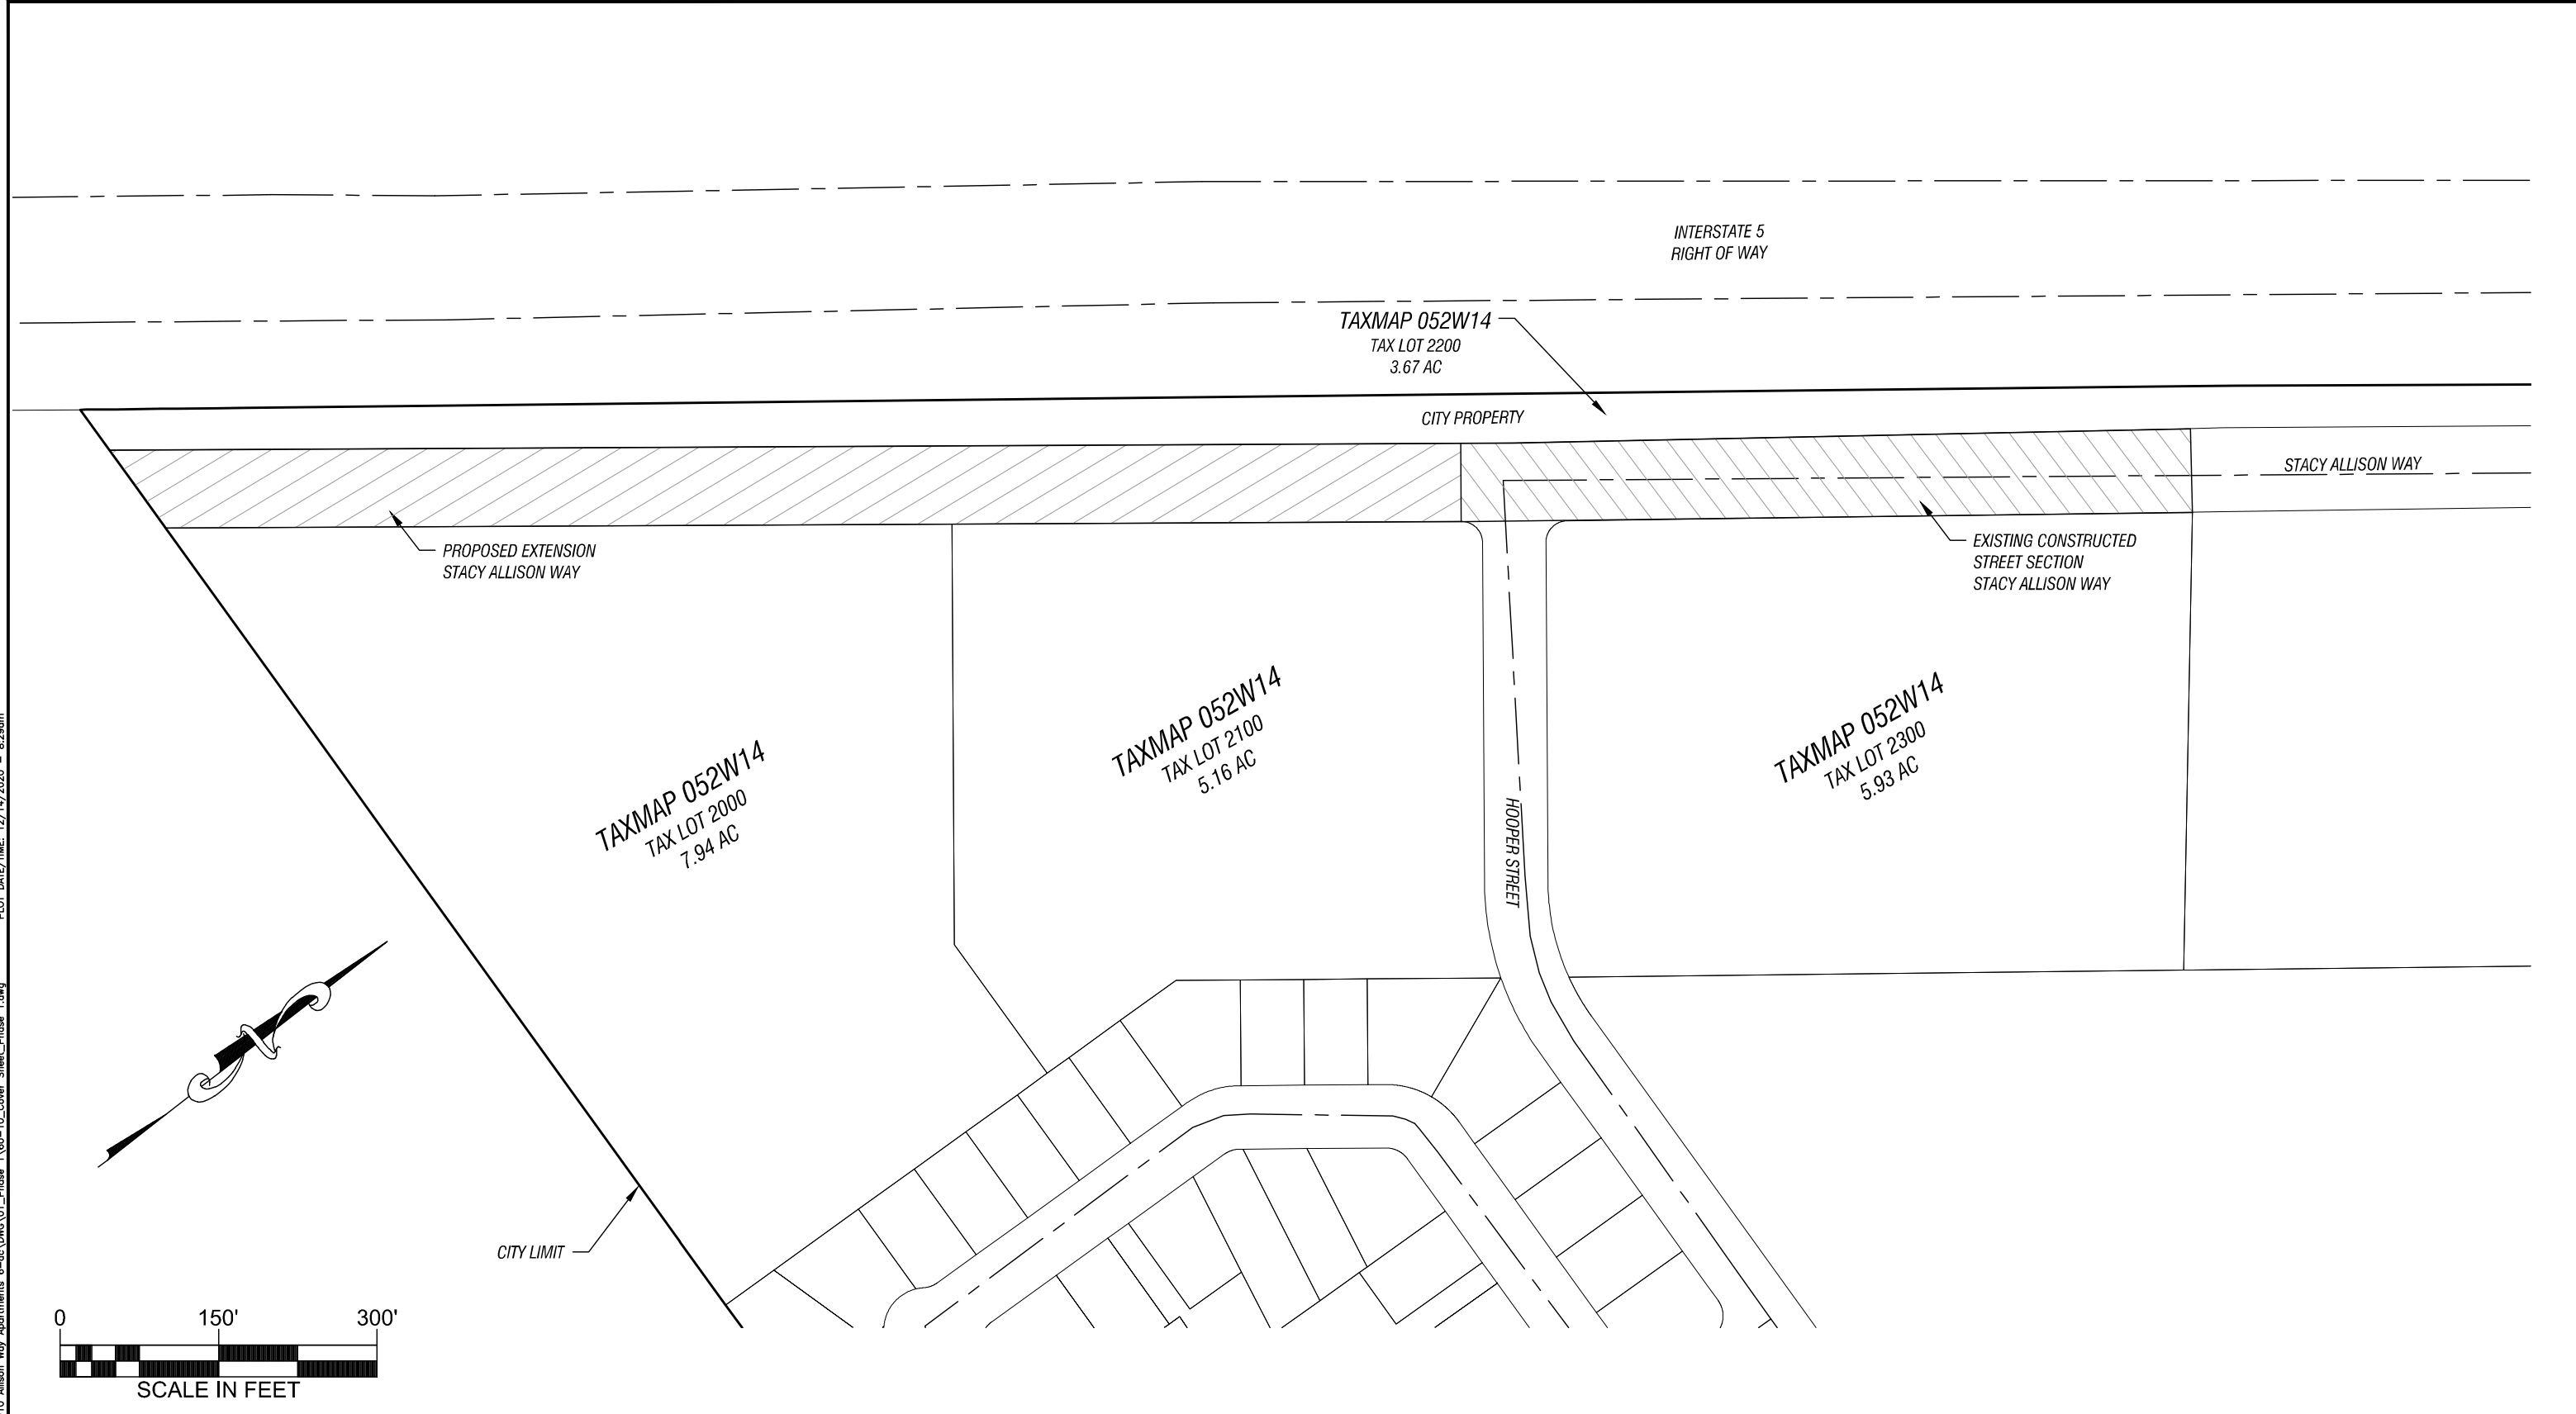 INTERSTATE 5
RIGHT OF WAY
TAXMAP 052W14
TAX LOT 2200
3.67 AC
CITY PROPERTY
STACY ALLISON WAY
PROPOSED EXTENSION
STACY ALLISON WAY
EXISTING CONSTRUCTED
STREET SECTION
STACY ALLISON WAY
TAXMAP 052W14
TAX LOT 2000
7.94 AC
TAXMAP 052W14
TAX LOT 2100
5.16 AC
HOOPER STREET
TAXMAP 052W14
TAX LOT 2300
5.93 AC
CITY LIMIT
0 150' 300'
SCALE IN FEET